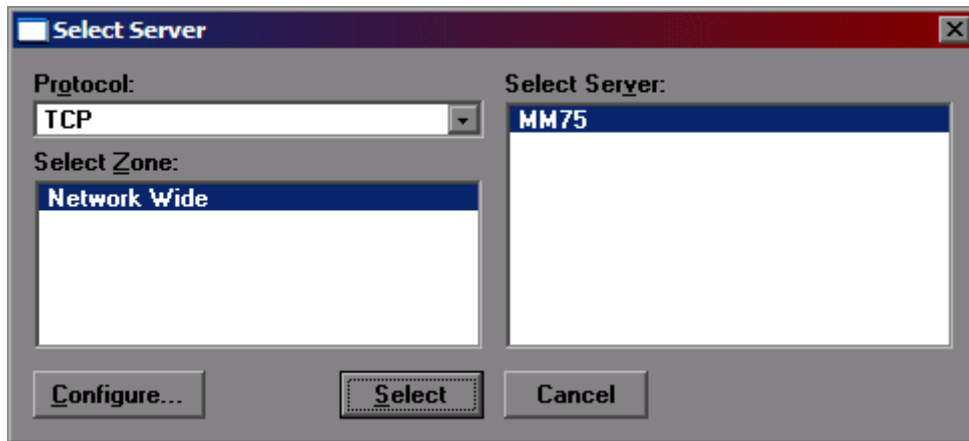 Select Server
Protocol:
TCP
Select Zone:
Network Wide
Select Server:
MM75
Configure...
Select
Cancel